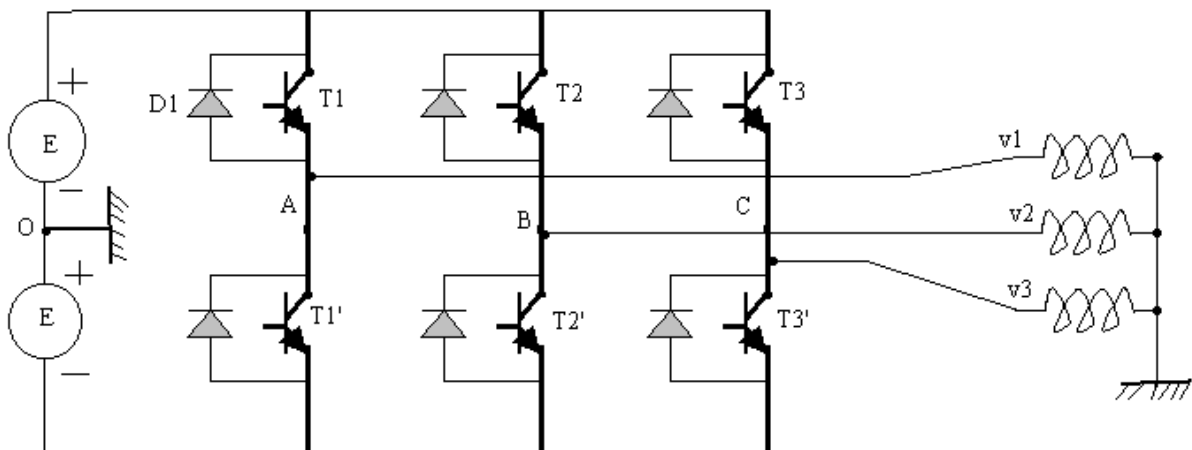 D1
T1
T2
T3
+
E
−
O
+
E
−
A
B
C
v1
v2
v3
T1'
T2'
T3'